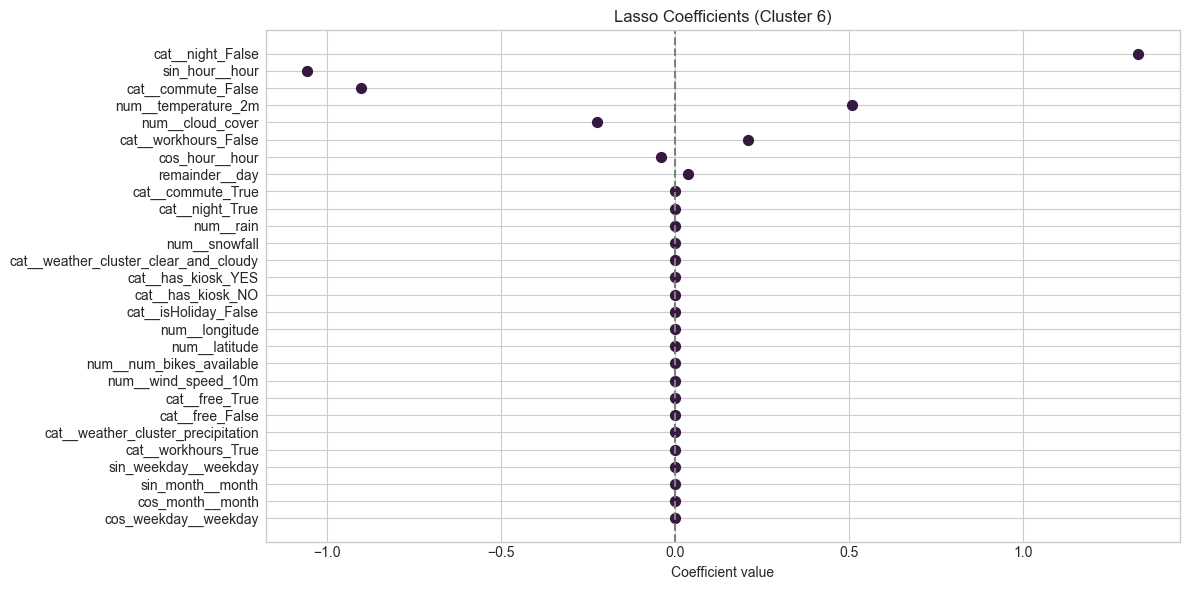 Lasso Coefficients (Cluster 6)
cat__night_False
sin_hour__hour
cat__commute_False
num__temperature_2m
num__cloud_cover
cat__workhours_False
cos_hour__hour
remainder__day
cat__commute_True
cat__night_True
num__rain
num__snowfall
cat__weather_cluster_clear_and_cloudy
cat__has_kiosk_YES
cat__has_kiosk_NO
cat__isHoliday_False
num__longitude
num__latitude
num__num_bikes_available
num__wind_speed_10m
cat__free_True
cat__free_False
cat__weather_cluster_precipitation
cat__workhours_True
sin_weekday__weekday
sin_month__month
cos_month__month
cos_weekday__weekday
−1.0 −0.5 0.0 0.5 1.0
Coefficient value